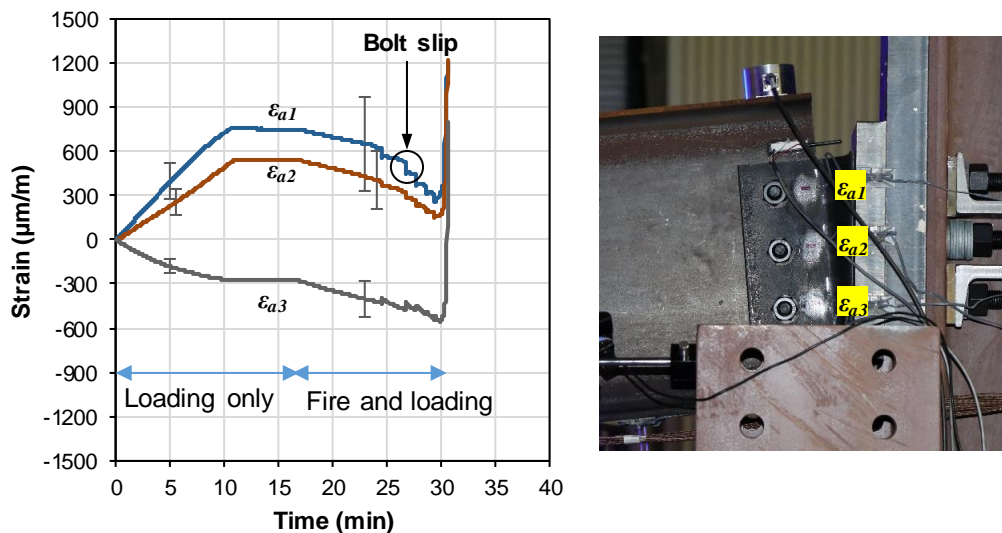 1500
1200
900
600
300
0
-300
-600
-900
-1200
-1500
Strain (µm/m)
Bolt slip
εa1
εa2
εa3
Loading only
Fire and loading
0 5 10 15 20 25 30 35 40
Time (min)
εa1
εa2
εa3